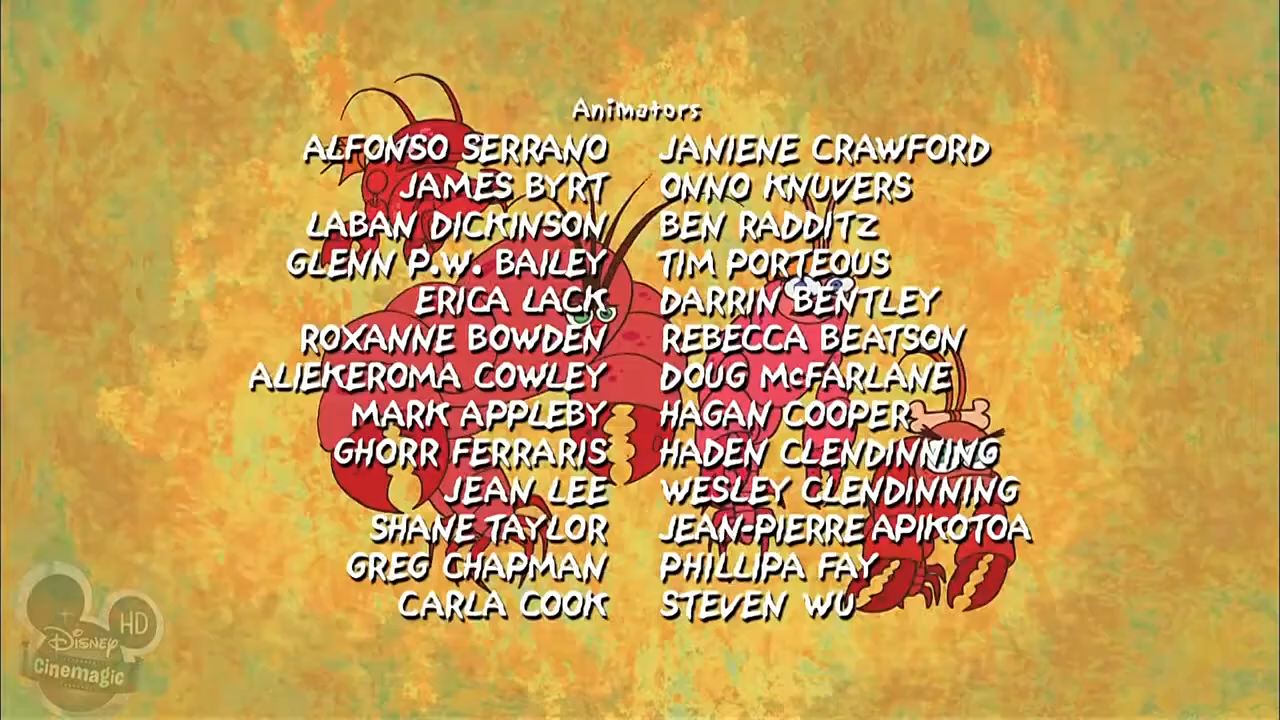 Animators
ALFONSO SERRANO JANIENE CRAWFORD
JAMES BYRT ONNO KNUVERS
LABAN DICKINSON BEN RADDITZ
GLENN P.W. BAILEY TIM PORTEOUS
ERICA LACK DARRIN BENTLEY
ROXANNE BOWDEN REBECCA BEATSON
ALIEKEROMA COWLEY DOUG McFARLANE
MARK APPLEBY HAGAN COOPER
GHORR FERRARIS HADEN CLENDINNING
JEAN LEE WESLEY CLENDINNING
SHANE TAYLOR JEAN-PIERRE APIKOTOA
GREG CHAPMAN PHILLIPA FAY
CARLA COOK STEVEN WU
HD
Disney
Cinemagic